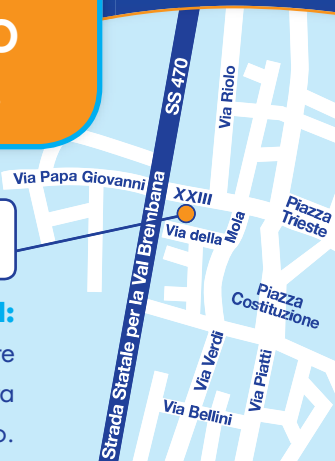 O
SS 470
Via Riolo
Via Papa Giovanni
XXIII
Via della
Mola
Piazza
Trieste
Strada Statale per la Val Brembana
Piazza
Costituzione
Via Verdi
Via Piatti
Via Bellini
:
re
a
o.